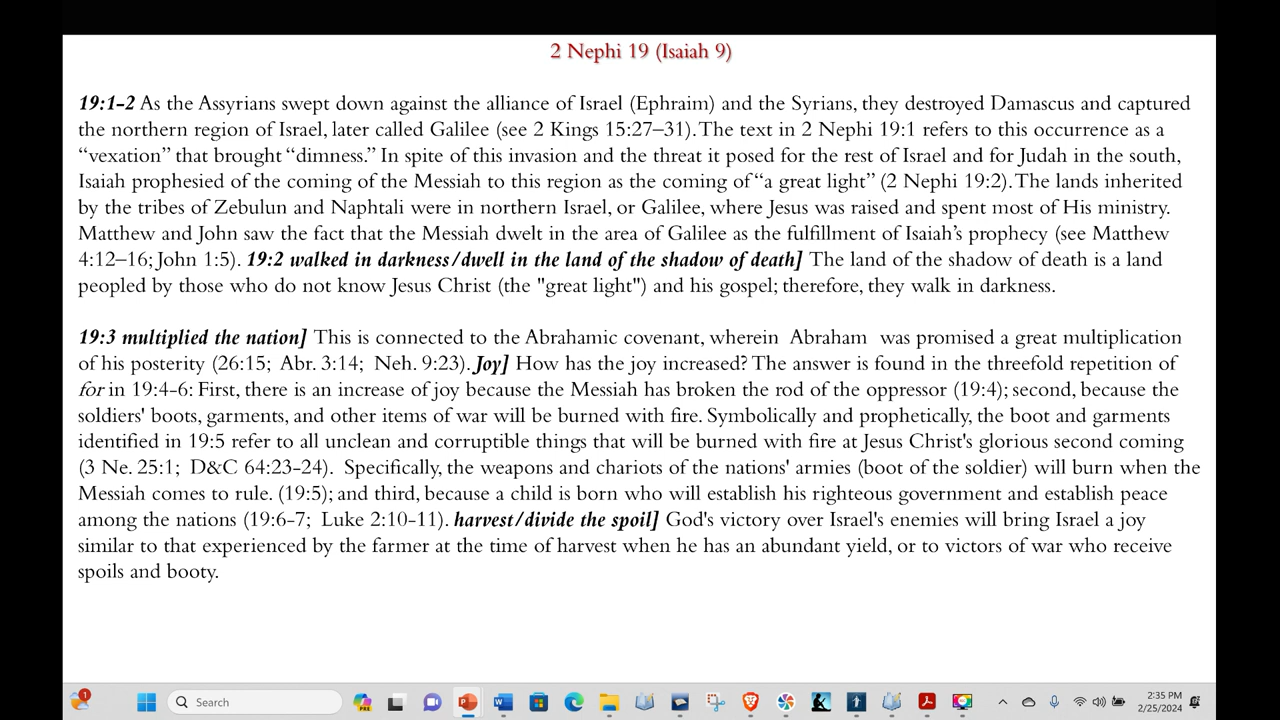 2 Nephi 19 (Isaiah 9)
19:1-2 As the Assyrians swept down against the alliance of Israel (Ephraim) and the Syrians, they destroyed Damascus and captured
the northern region of Israel, later called Galilee (see 2 Kings 15:27–31). The text in 2 Nephi 19:1 refers to this occurrence as a
“vexation” that brought “dimness.” In spite of this invasion and the threat it posed for the rest of Israel and for Judah in the south,
Isaiah prophesied of the coming of the Messiah to this region as the coming of “a great light” (2 Nephi 19:2). The lands inherited
by the tribes of Zebulun and Naphtali were in northern Israel, or Galilee, where Jesus was raised and spent most of His ministry.
Matthew and John saw the fact that the Messiah dwelt in the area of Galilee as the fulfillment of Isaiah’s prophecy (see Matthew
4:12–16; John 1:5). 19:2 walked in darkness/dwell in the land of the shadow of death] The land of the shadow of death is a land
peopled by those who do not know Jesus Christ (the "great light") and his gospel; therefore, they walk in darkness.
19:3 multiplied the nation] This is connected to the Abrahamic covenant, wherein Abraham was promised a great multiplication
of his posterity (26:15; Abr. 3:14; Neh. 9:23). Joy] How has the joy increased? The answer is found in the threefold repetition of
for in 19:4-6: First, there is an increase of joy because the Messiah has broken the rod of the oppressor (19:4); second, because the
soldiers' boots, garments, and other items of war will be burned with fire. Symbolically and prophetically, the boot and garments
identified in 19:5 refer to all unclean and corruptible things that will be burned with fire at Jesus Christ's glorious second coming
(3 Ne. 25:1; D&C 64:23-24). Specifically, the weapons and chariots of the nations' armies (boot of the soldier) will burn when the
Messiah comes to rule. (19:5); and third, because a child is born who will establish his righteous government and establish peace
among the nations (19:6-7; Luke 2:10-11). harvest/divide the spoil] God's victory over Israel's enemies will bring Israel a joy
similar to that experienced by the farmer at the time of harvest when he has an abundant yield, or to victors of war who receive
spoils and booty.
1
Search
PRE
2:35 PM
2/25/2024